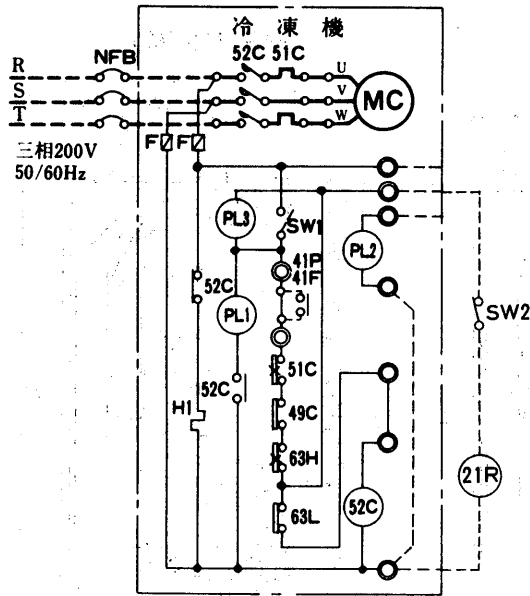 冷凍機
NFB
52C 51C
R
S
T
U
V
W
MC
三相200V
50/60Hz
F F
PL3
SW1
41P
41F
PL2
52C
PL1
SW2
51C
52C
H1
49C
63H
52C
21R
63L